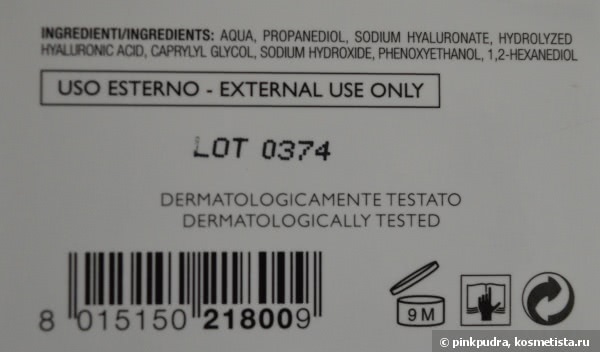 INGREDIENTI/INGREDIENTS: AQUA, PROPANEDIOL, SODIUM HYALURONATE, HYDROLYZED
HYALURONIC ACID, CAPRYLYL GLYCOL, SODIUM HYDROXIDE, PHENOXYETHANOL, 1,2-HEXANEDIOL
USO ESTERNO - EXTERNAL USE ONLY
LOT 0374
DERMATOLOGICAMENTE TESTATO
DERMATOLOGICALLY TESTED
8 015150 218009
9 M
© pinkpudra, kosmetista.ru